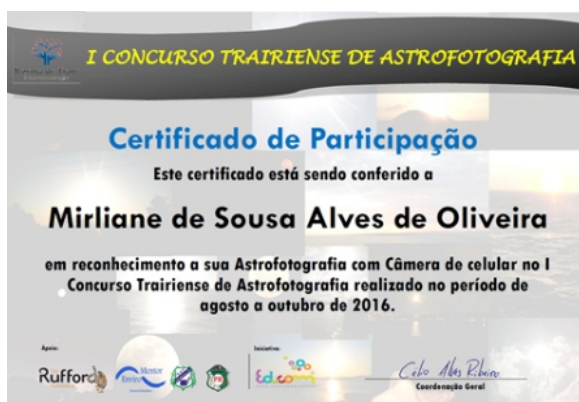 I CONCURSO TRAIRIENSE DE ASTROFOTOGRAFIA
Certificado de Participação
Este certificado está sendo conferido a
Mirliane de Sousa Alves de Oliveira
em reconhecimento a sua Astrofotografia com Câmera de celular no I
Concurso Trairiense de Astrofotografia realizado no período de
agosto a outubro de 2016.
Apoio:
Iniciativa:
Rufford
Enviro Mentor
Coordenação Geral